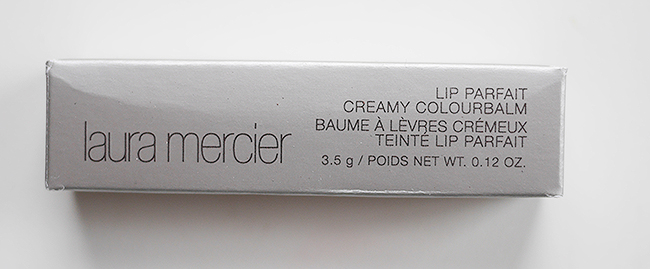 laura mercier
LIP PARFAIT
CREAMY COLOURBALM
BAUME À LÈVRES CRÉMEUX
TEINTÉ LIP PARFAIT
3.5 g / POIDS NET WT. 0.12 OZ.